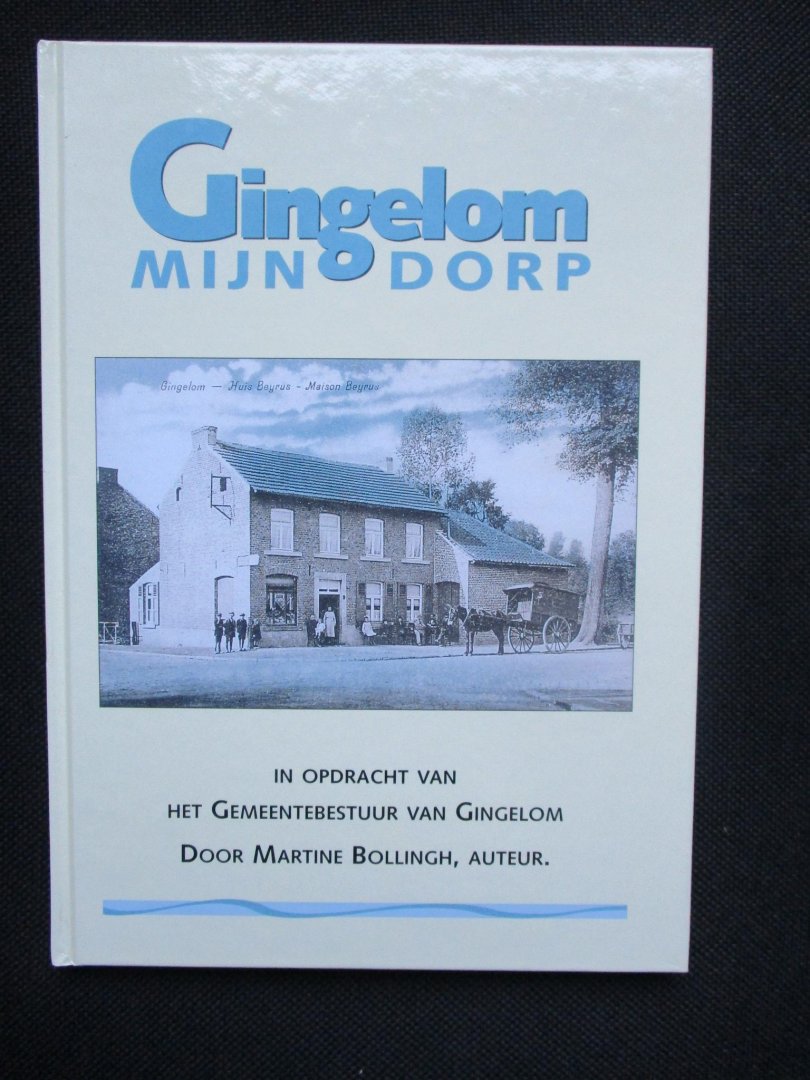 Gingelom
MIJN DORP
Gingelom — Huis Beyrus - Maison Beyrus
IN OPDRACHT VAN
HET GEMEENTEBESTUUR VAN GINGELOM
DOOR MARTINE BOLLINGH, AUTEUR.